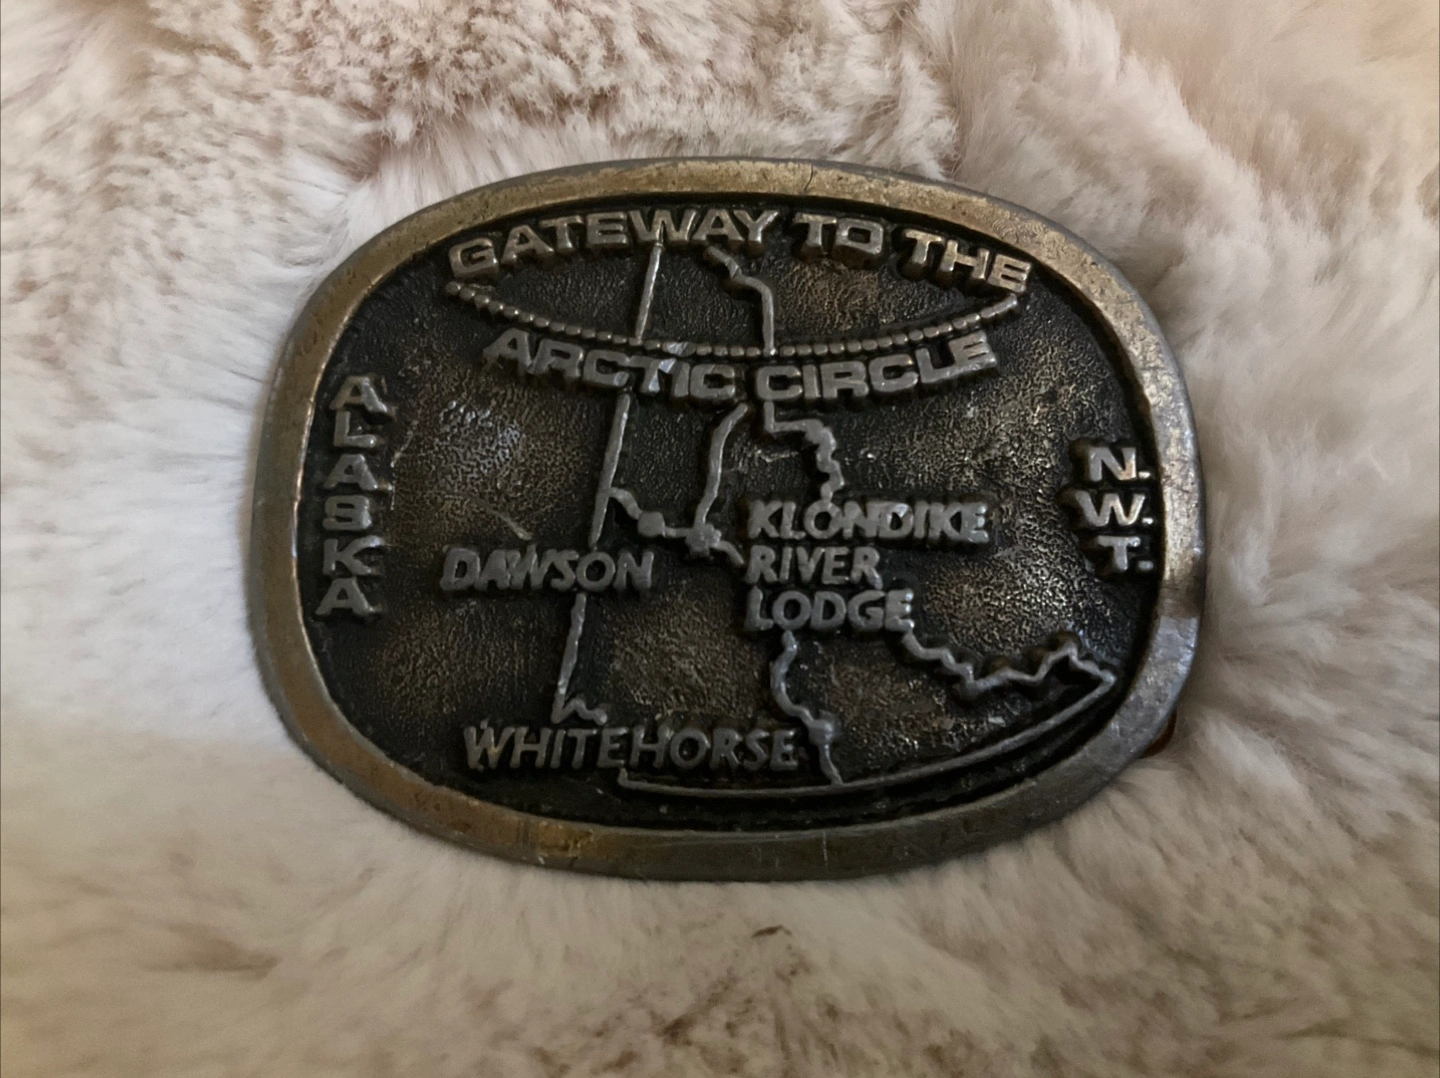 GATEWAY TO THE
ARCTIC CIRCLE
ALASKA
N.W.T.
KLONDIKE
RIVER
LODGE
DAWSON
WHITEHORSE